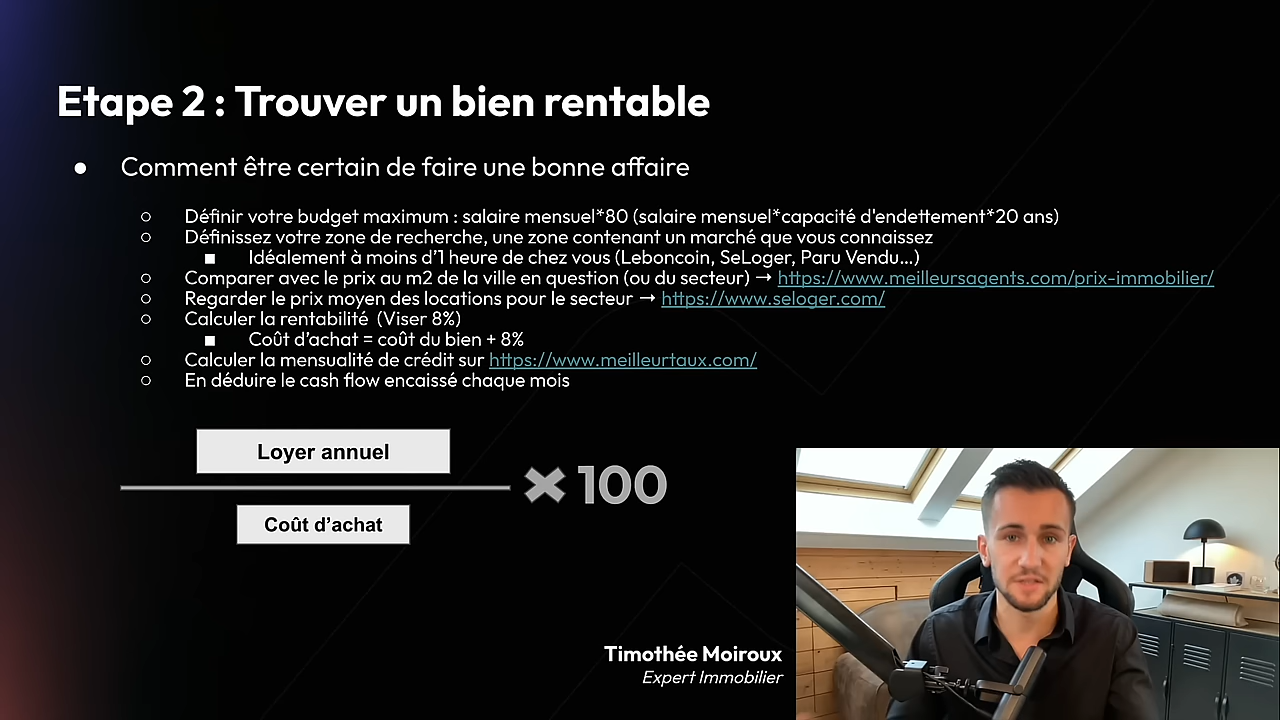 Etape 2 : Trouver un bien rentable
● Comment être certain de faire une bonne affaire
○ Définir votre budget maximum : salaire mensuel*80 (salaire mensuel*capacité d'endettement*20 ans)
○ Définissez votre zone de recherche, une zone contenant un marché que vous connaissez
■ Idéalement à moins d'1 heure de chez vous (Leboncoin, SeLoger, Paru Vendu...)
○ Comparer avec le prix au m2 de la ville en question (ou du secteur) → https://www.meilleursagents.com/prix-immobilier/
○ Regarder le prix moyen des locations pour le secteur → https://www.seloger.com/
○ Calculer la rentabilité (Viser 8%)
■ Coût d'achat = coût du bien + 8%
○ Calculer la mensualité de crédit sur https://www.meilleurtaux.com/
○ En déduire le cash flow encaissé chaque mois
Loyer annuel
× 100
Coût d'achat
Timothée Moiroux
Expert Immobilier